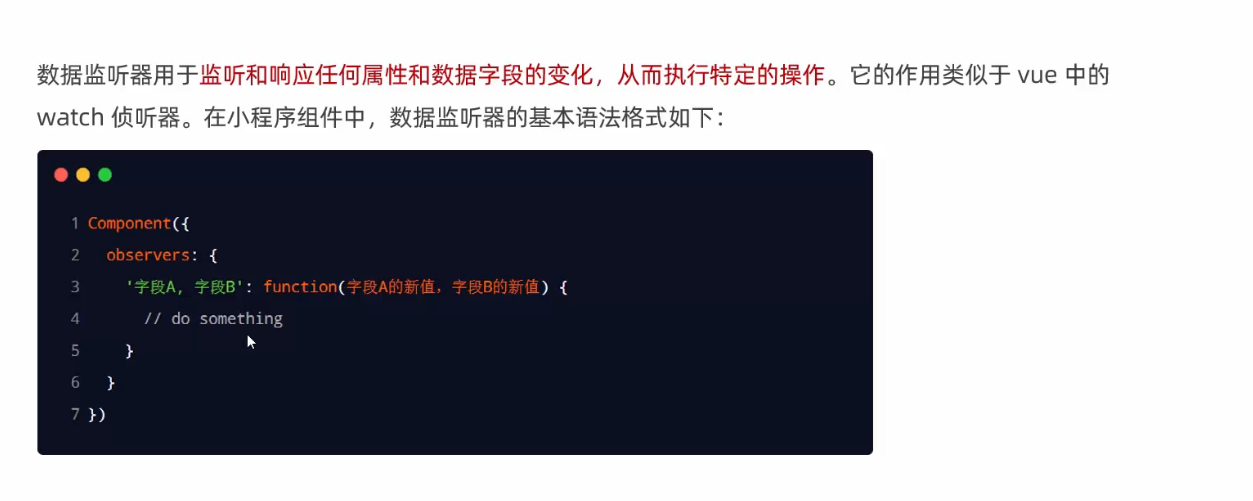 数据监听器用于监听和响应任何属性和数据字段的变化，从而执行特定的操作。它的作用类似于 vue 中的
watch 侦听器。在小程序组件中，数据监听器的基本语法格式如下：
1 Component({
2   observers: {
3     '字段A, 字段B': function(字段A的新值, 字段B的新值) {
4       // do something
5     }
6   }
7 })